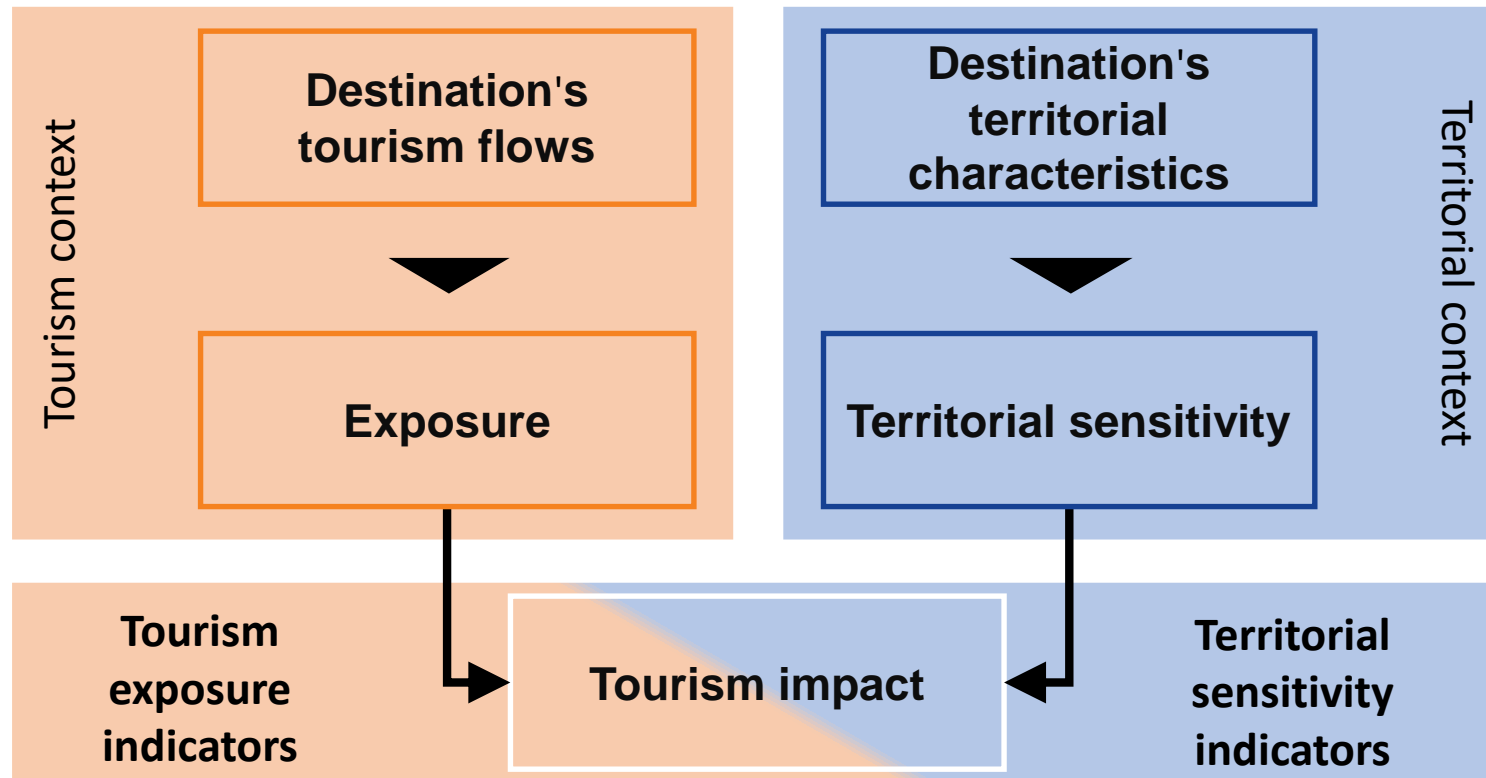 Tourism context
Destination's
tourism flows
Exposure
Destination's
territorial
characteristics
Territorial sensitivity
Territorial context
Tourism
exposure
indicators
Tourism impact
Territorial
sensitivity
indicators